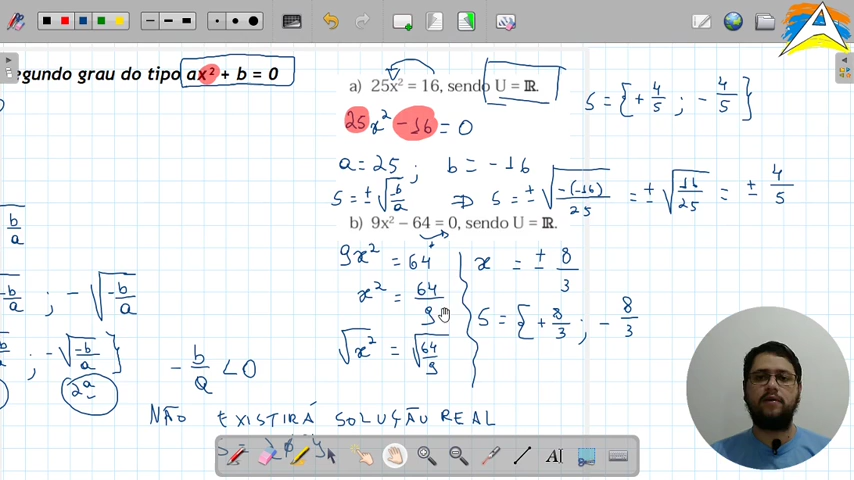 egundo grau do tipo ax² + b = 0
a) 25x² = 16, sendo U = ℝ.
25x² - 16 = 0
a = 25 ; b = -16
S = ±√(-b/a) ⇒ S = ±√(-(-16)/25) = ±√(16/25) = ± 4/5
S = { + 4/5 ; - 4/5 }
b) 9x² − 64 = 0, sendo U = ℝ.
9x² = 64
x² = 64/9
√x² = √(64/9)
x = ± 8/3
S = { + 8/3 ; - 8/3
b/a
-b/a ; - √(-b/a)
; -√(-b/a) }
2ª
- b/a < 0
NÃO EXISTIRÁ SOLUÇÃO REAL